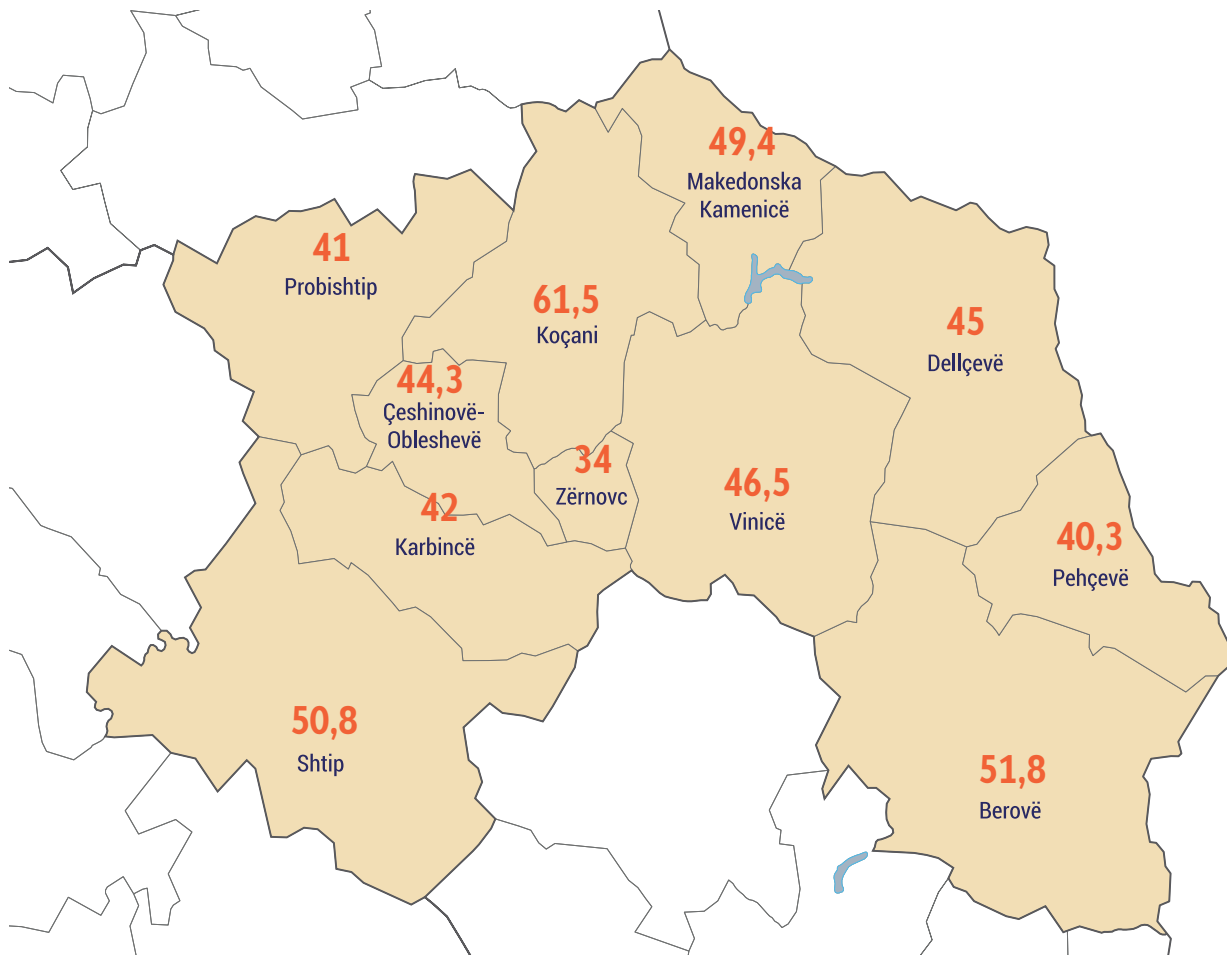 49,4
Makedonska
Kamenicë
41
Probishtip
61,5
Koçani
45
Dellçevë
44,3
Çeshinovë-
Obleshevë
34
Zërnovc
46,5
Vinicë
42
Karbincë
40,3
Pehçevë
50,8
Shtip
51,8
Berovë